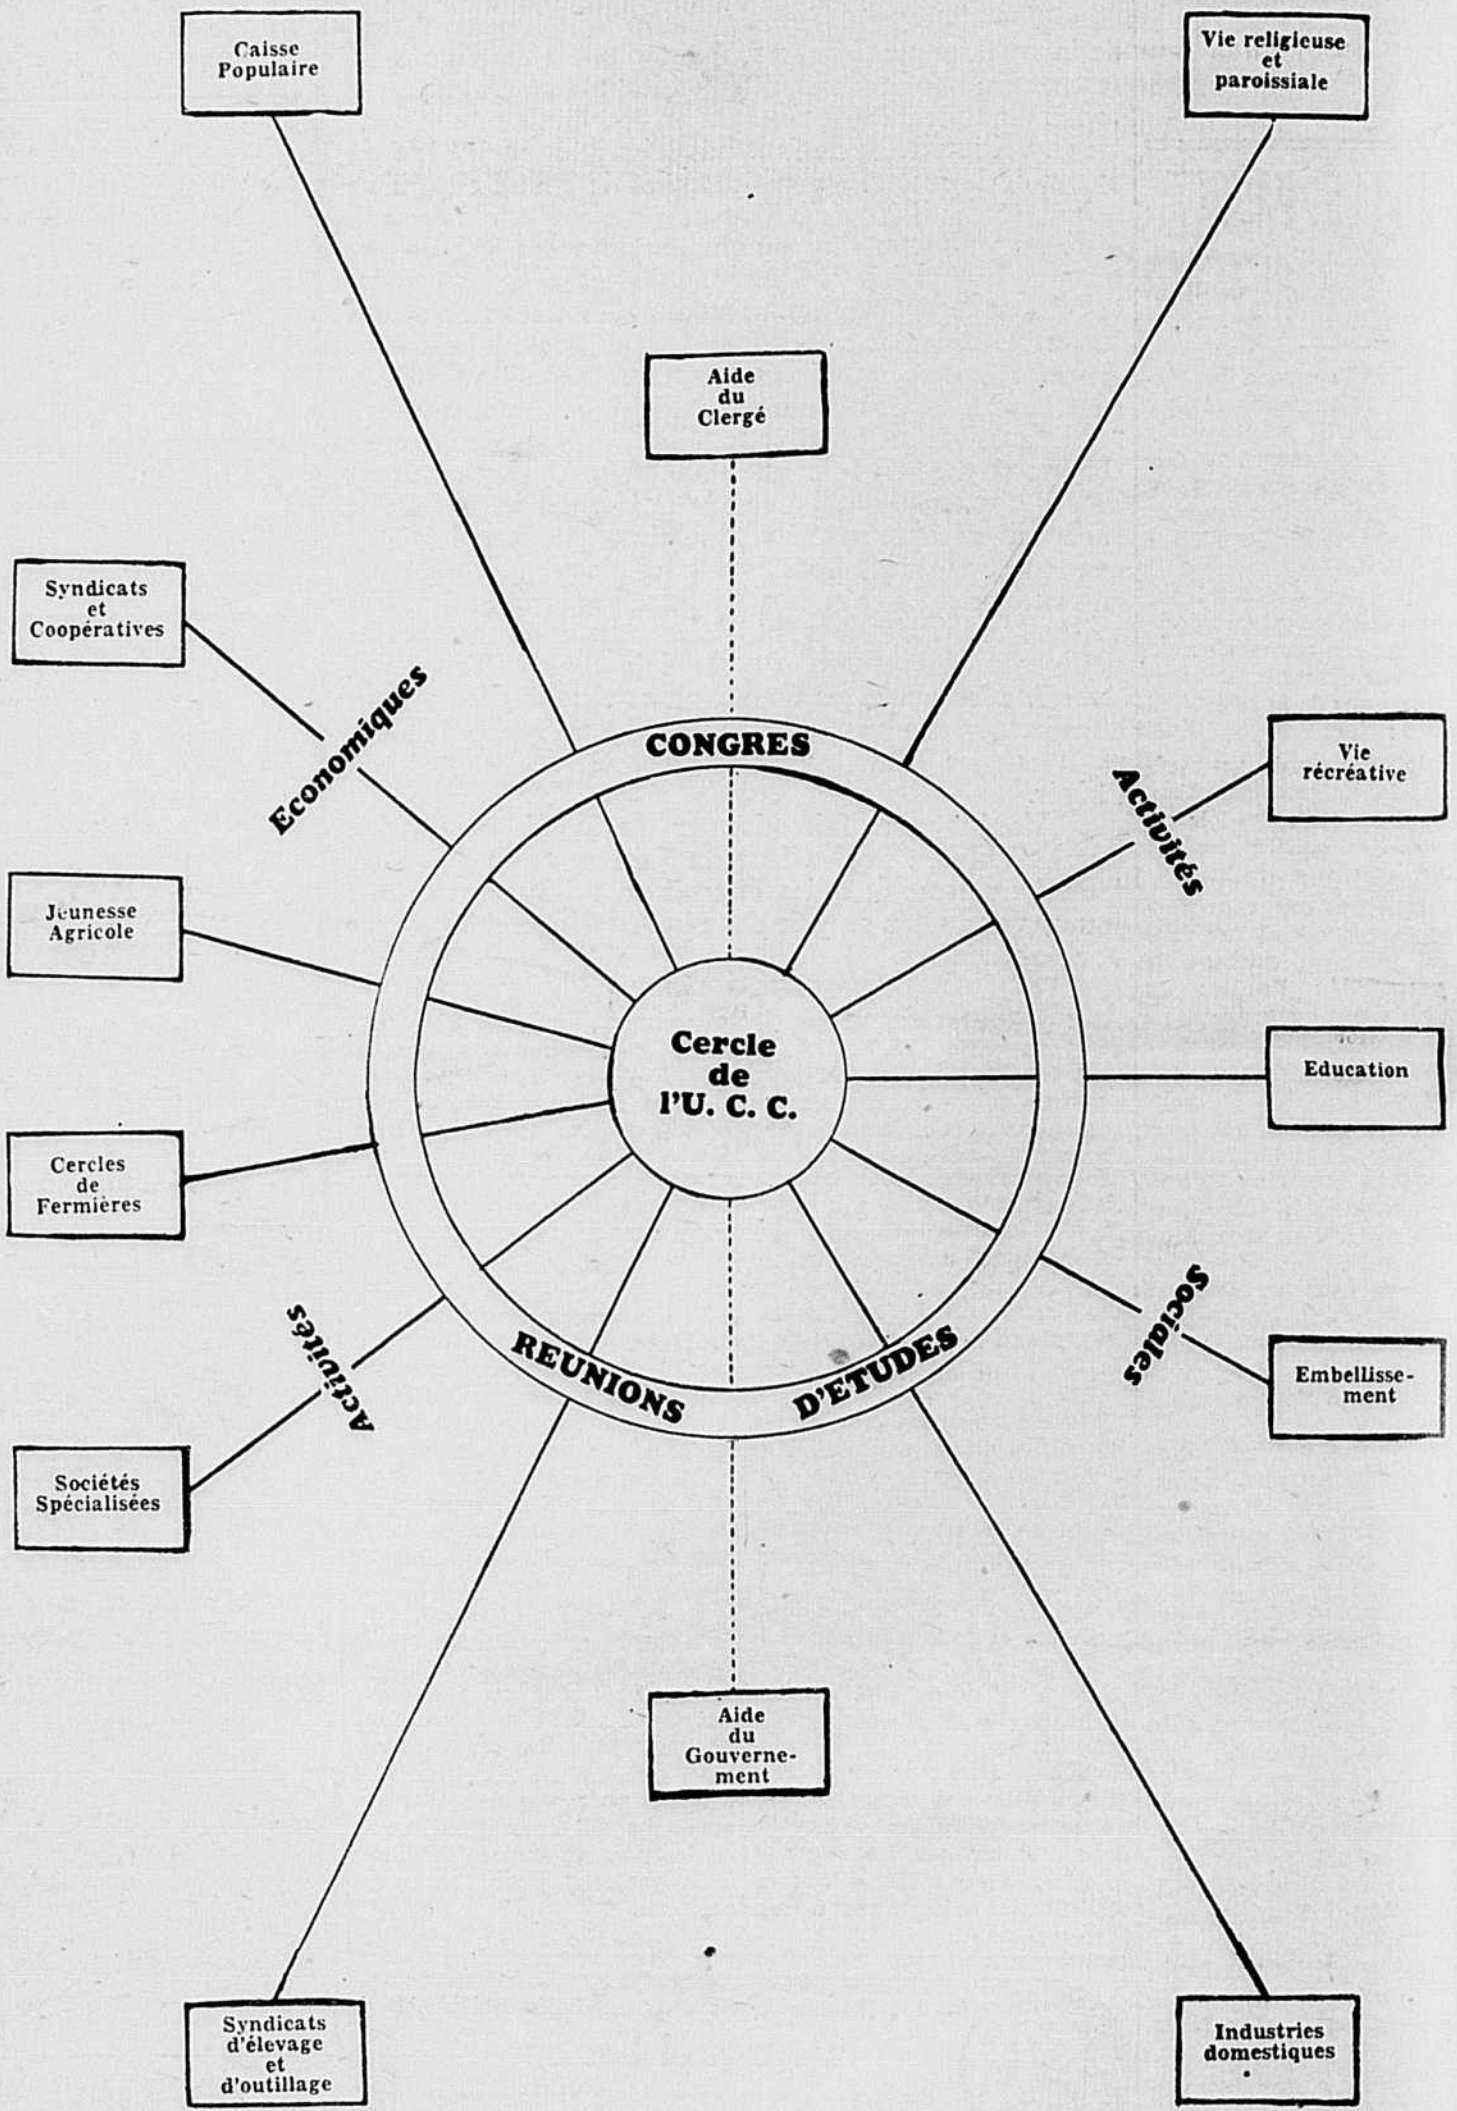 Caisse
Populaire
Vie religieuse
et
paroissiale
Aide
du
Clergé
Syndicats
et
Coopératives
Economiques
CONGRES
Activités
Vie
récréative
Jeunesse
Agricole
Cercle
de
l'U. C. C.
Education
Cercles
de
Fermières
Activités
REUNIONS D'ETUDES
Sociales
Embellisse-
ment
Sociétés
Spécialisées
Aide
du
Gouverne-
ment
Syndicats
d'élevage
et
d'outillage
Industries
domestiques